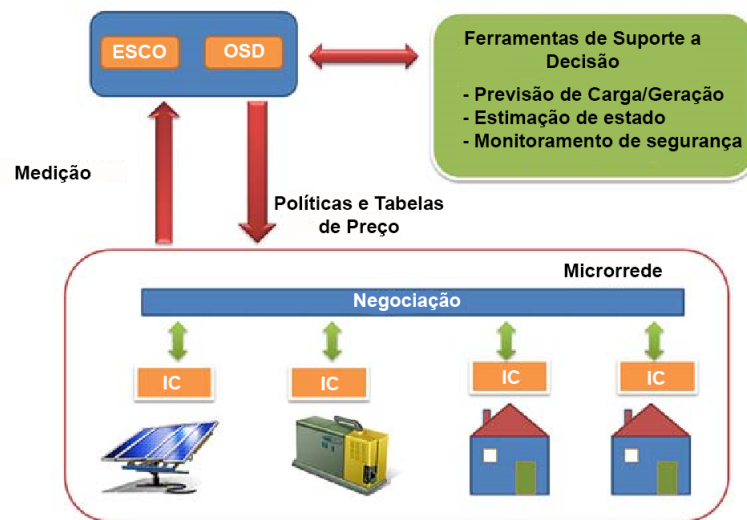 ESCO
OSD
Ferramentas de Suporte a
Decisão
- Previsão de Carga/Geração
- Estimação de estado
- Monitoramento de segurança
Medição
Políticas e Tabelas
de Preço
Microrrede
Negociação
IC
IC
IC
IC